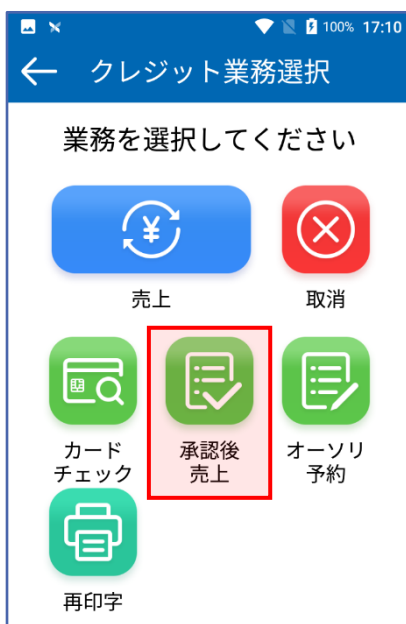 100% 17:10
クレジット業務選択
業務を選択してください
¥
売上
取消
カード
チェック
承認後
売上
オーソリ
予約
再印字